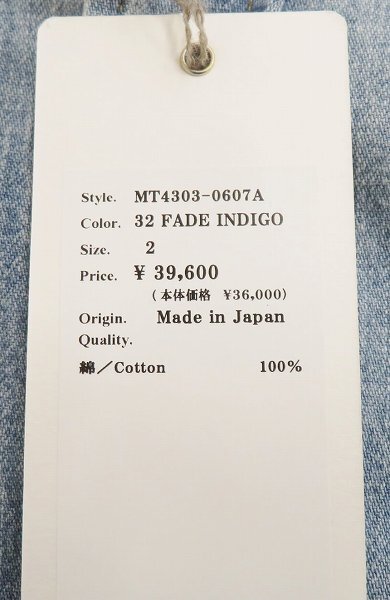 Style. MT4303-0607A
Color. 32 FADE INDIGO
Size. 2
Price. ¥ 39,600
(本体価格 ¥36,000)
Origin. Made in Japan
Quality.
綿/Cotton 100%